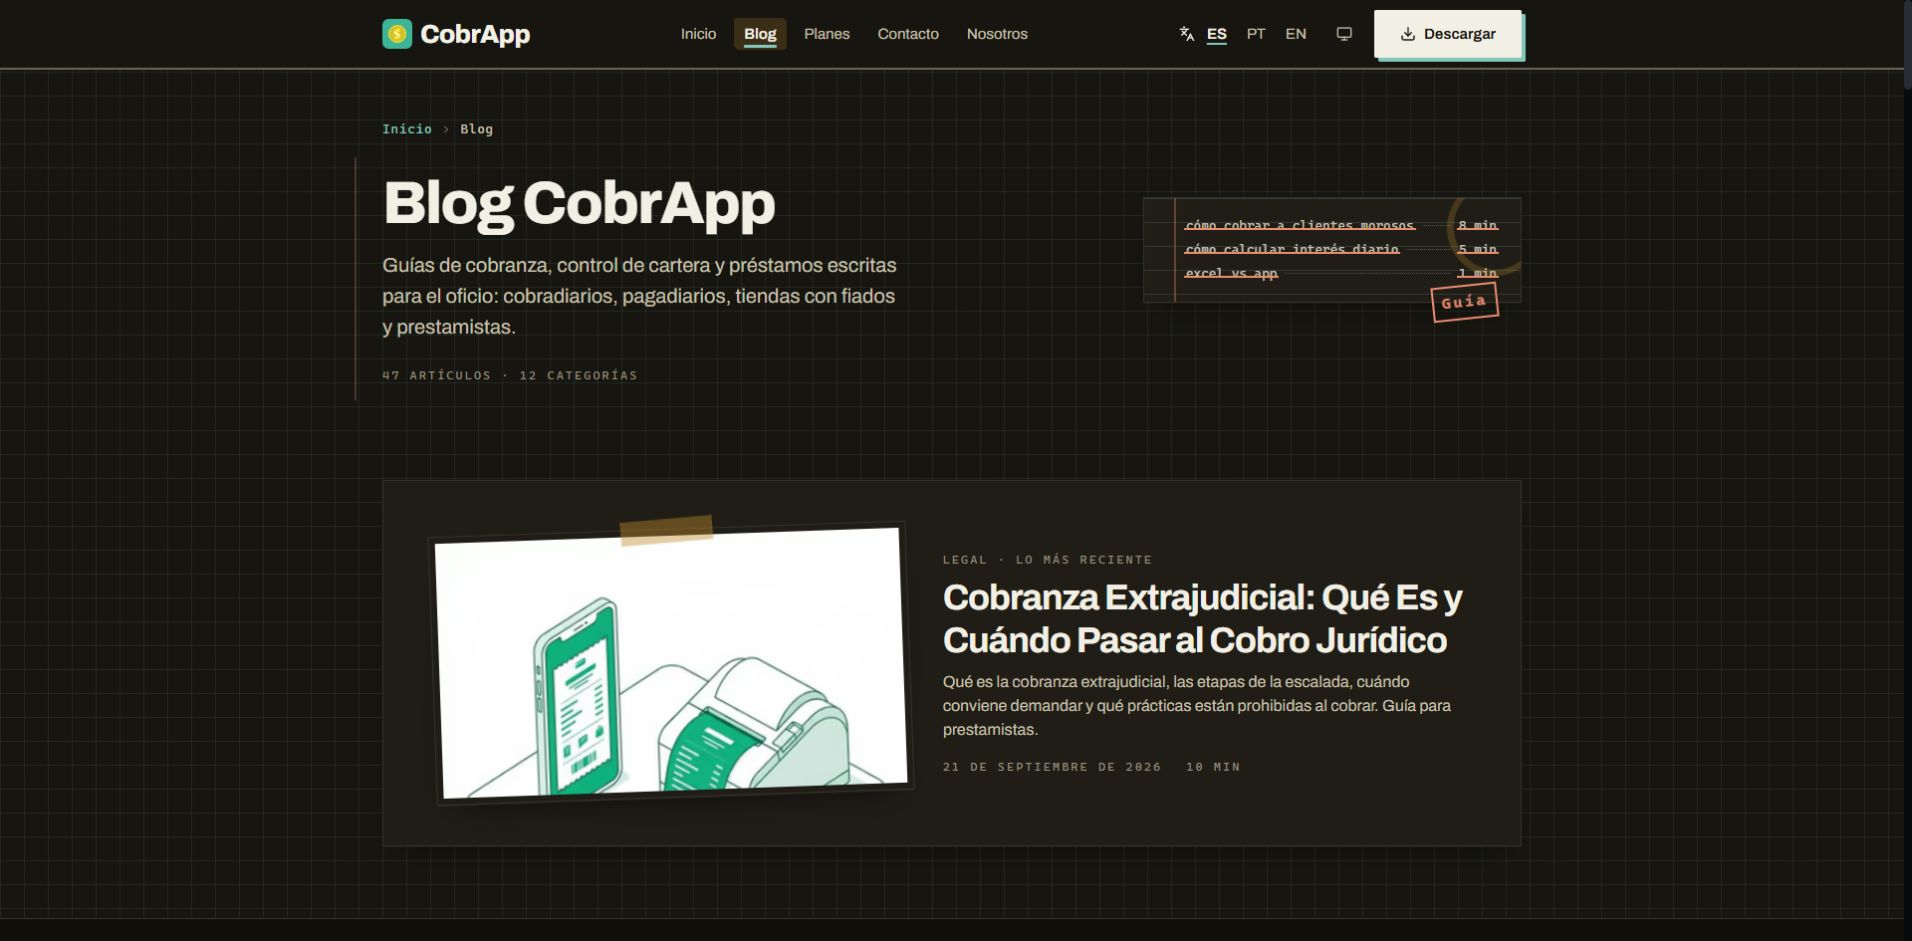 CobrApp
Inicio
Blog
Planes
Contacto
Nosotros
ES
PT
EN
Descargar
Inicio › Blog
Blog CobrApp
Guías de cobranza, control de cartera y préstamos escritas
para el oficio: cobradiarios, pagadiarios, tiendas con fiados
y prestamistas.
47 ARTÍCULOS · 12 CATEGORÍAS
cómo cobrar a clientes morosos 8 min
cómo calcular interés diario 5 min
excel vs app 1 min
Guía
LEGAL · LO MÁS RECIENTE
Cobranza Extrajudicial: Qué Es y
Cuándo Pasar al Cobro Jurídico
Qué es la cobranza extrajudicial, las etapas de la escalada, cuándo
conviene demandar y qué prácticas están prohibidas al cobrar. Guía para
prestamistas.
21 DE SEPTIEMBRE DE 2026 10 MIN